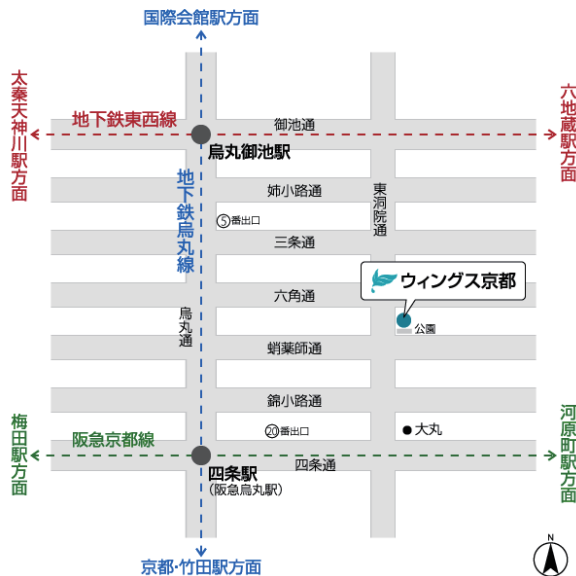 国際会館駅方面
太秦天神川駅方面
地下鉄東西線
御池通
六地蔵駅方面
烏丸御池駅
地下鉄烏丸線
姉小路通
東洞院通
⑤番出口
三条通
ウィングス京都
六角通
烏丸通
公園
蛸薬師通
錦小路通
梅田駅方面
阪急京都線
⑳番出口
大丸
河原町駅方面
四条駅
(阪急烏丸駅)
四条通
京都・竹田駅方面
N